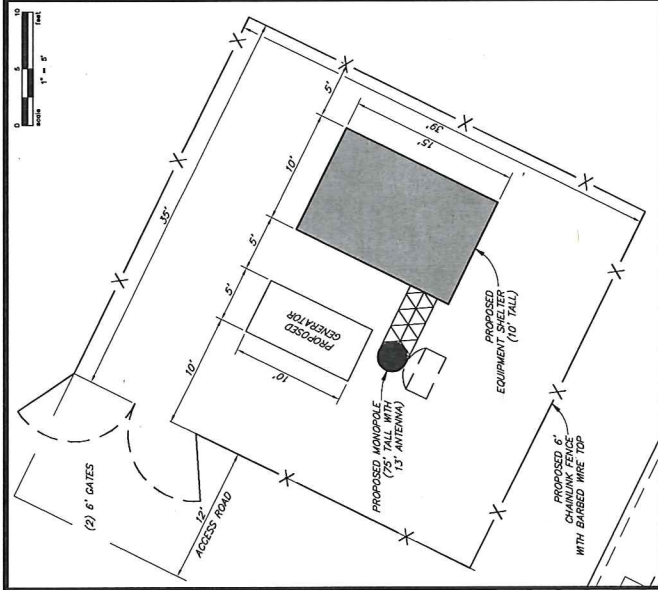 0
5
10
scale
feet
1" = 5'
35'
39'
5'
10'
15'
5'
5'
10'
10'
PROPOSED
GENERATOR
(2) 6' GATES
12'
ACCESS ROAD
PROPOSED MONOPOLE
(75' TALL WITH
13' ANTENNA)
PROPOSED
EQUIPMENT SHELTER
(10' TALL)
PROPOSED 6'
CHAINLINK FENCE
WITH BARBED WIRE TOP